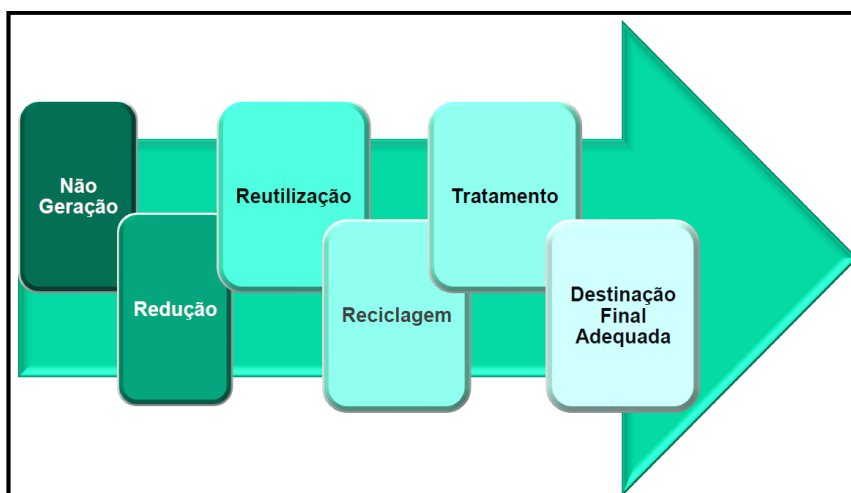 Não
Geração
Redução
Reutilização
Reciclagem
Tratamento
Destinação
Final
Adequada